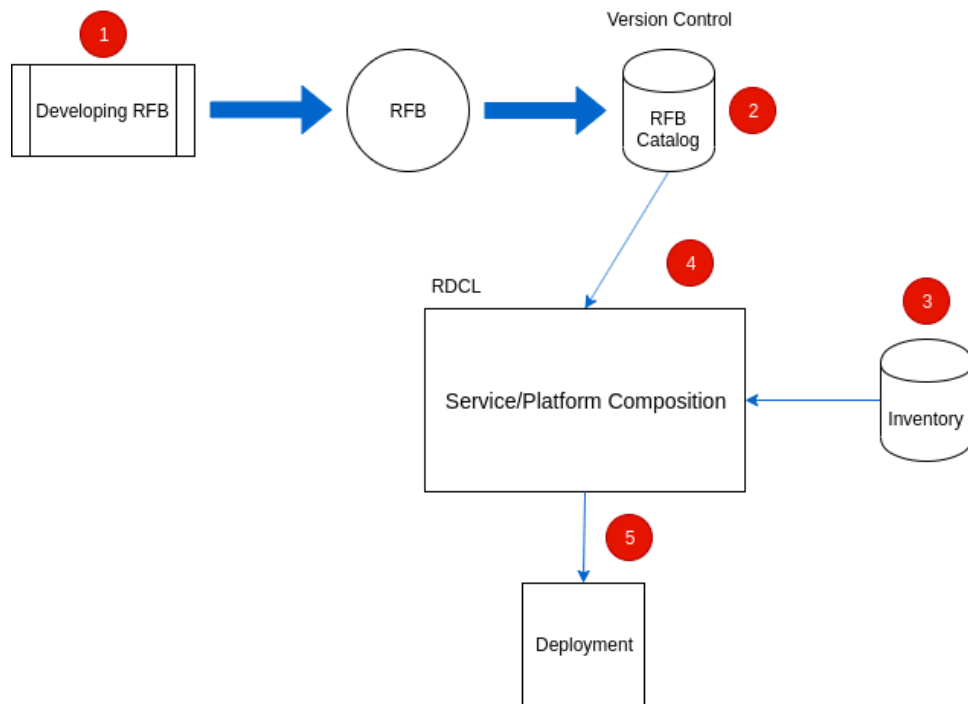 Version Control
1
Developing RFB
RFB
RFB
Catalog
2
4
RDCL
3
Service/Platform Composition
Inventory
5
Deployment